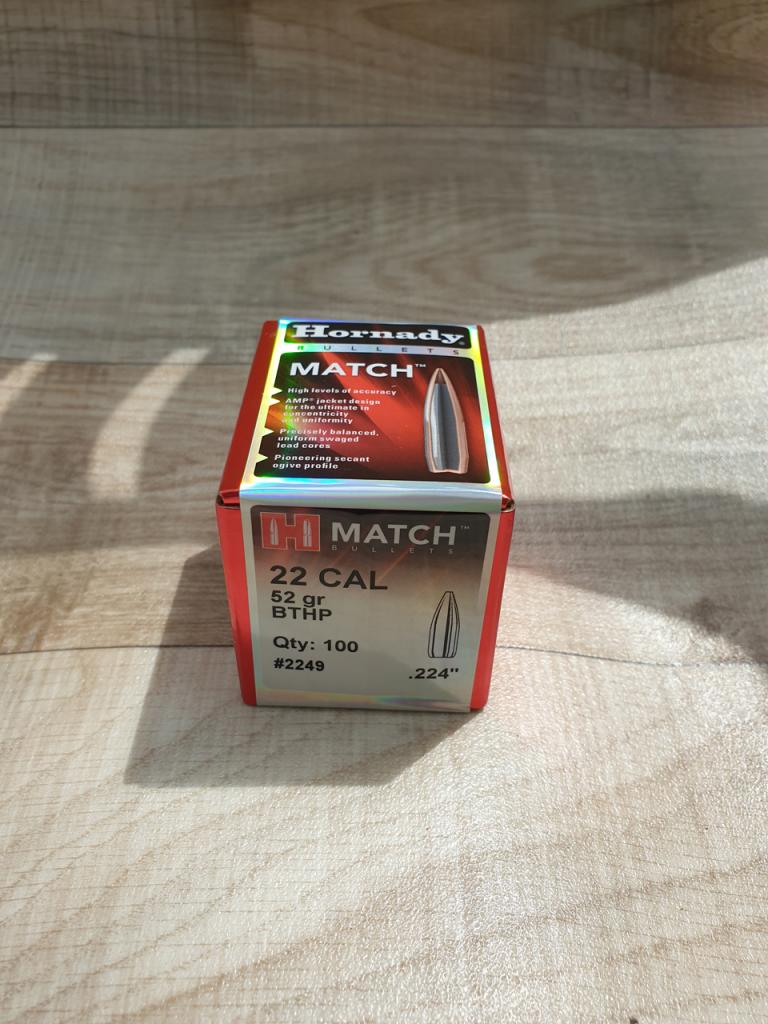 Hornady®
BULLETS
MATCH™
High levels of accuracy
AMP® jacket design
for the ultimate in
concentricity
and uniformity
Precisely balanced,
uniform swaged
lead cores
Pioneering secant
ogive profile
H MATCH™
BULLETS
22 CAL
52 gr
BTHP
Qty: 100
#2249
.224"